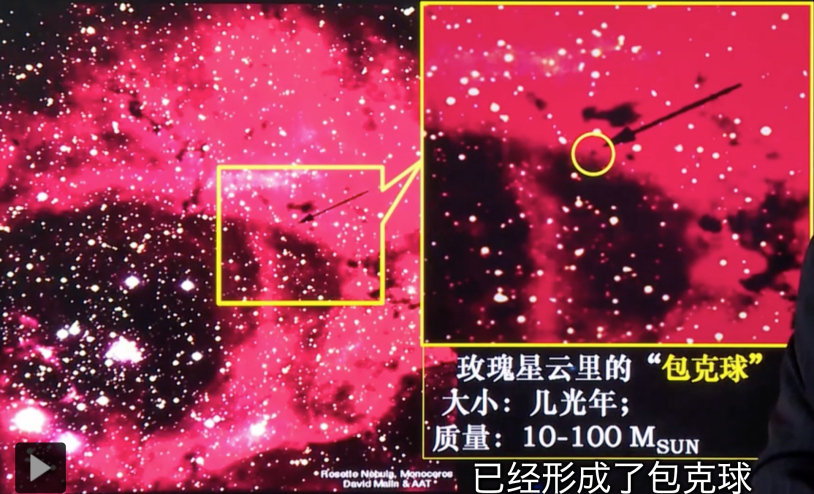 玫瑰星云里的“包克球”
大小：几光年；
质量：10-100 MSUN
Rosette Nebula, Monoceros
David Malin & AAT
已经形成了包克球